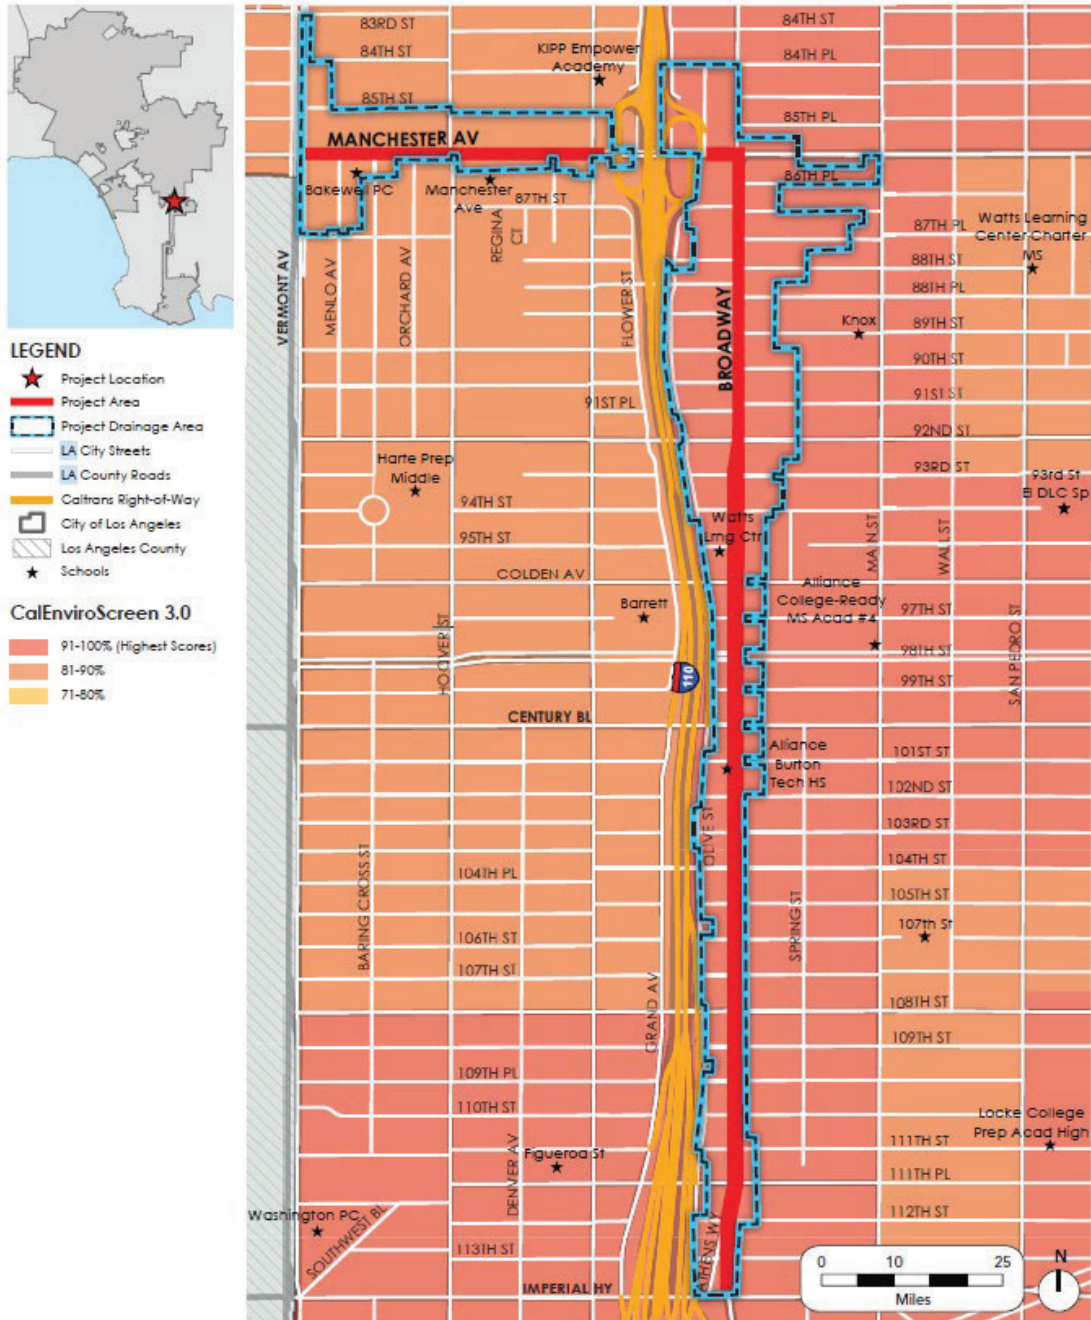 LEGEND
Project Location
Project Area
Project Drainage Area
LA City Streets
LA County Roads
Caltrans Right-of-Way
City of Los Angeles
Los Angeles County
Schools
CalEnviroScreen 3.0
91-100% (Highest Scores)
81-90%
71-80%
83RD ST
84TH ST
84TH ST
KIPP Empower
Academy
84TH PL
85TH ST
85TH PL
MANCHESTER AV
86TH PL
Bakewell PC
Manchester
Ave
87TH ST
REGINA
CT
87TH PL
Watts Learning
Center Charter
MS
88TH ST
88TH PL
VERMONT AV
MENLO AV
ORCHARD AV
FLOWER ST
BROADWAY
Knox
89TH ST
90TH ST
91ST PL
91ST ST
92ND ST
93RD ST
Harte Prep
Middle
93rd St
El DLC Sp
94TH ST
95TH ST
Watts
Lrng Ctr
MAIN ST
WALL ST
COLDEN AV
Alliance
College-Ready
MS Acad #4
Barrett
97TH ST
98TH ST
99TH ST
HOOVER ST
SAN PEDRO ST
110
CENTURY BL
Alliance
Burton
Tech HS
101ST ST
102ND ST
103RD ST
OLIVE ST
104TH ST
104TH PL
105TH ST
BARING CROSS ST
SPRING ST
107th St
106TH ST
107TH ST
GRAND AV
108TH ST
109TH ST
109TH PL
110TH ST
Locke College
Prep Acad High
111TH ST
DENVER AV
Figueroa St
111TH PL
Washington PC
SOUTHWEST BL
112TH ST
113TH ST
ATHENS WY
IMPERIAL HY
0 10 25
Miles
N